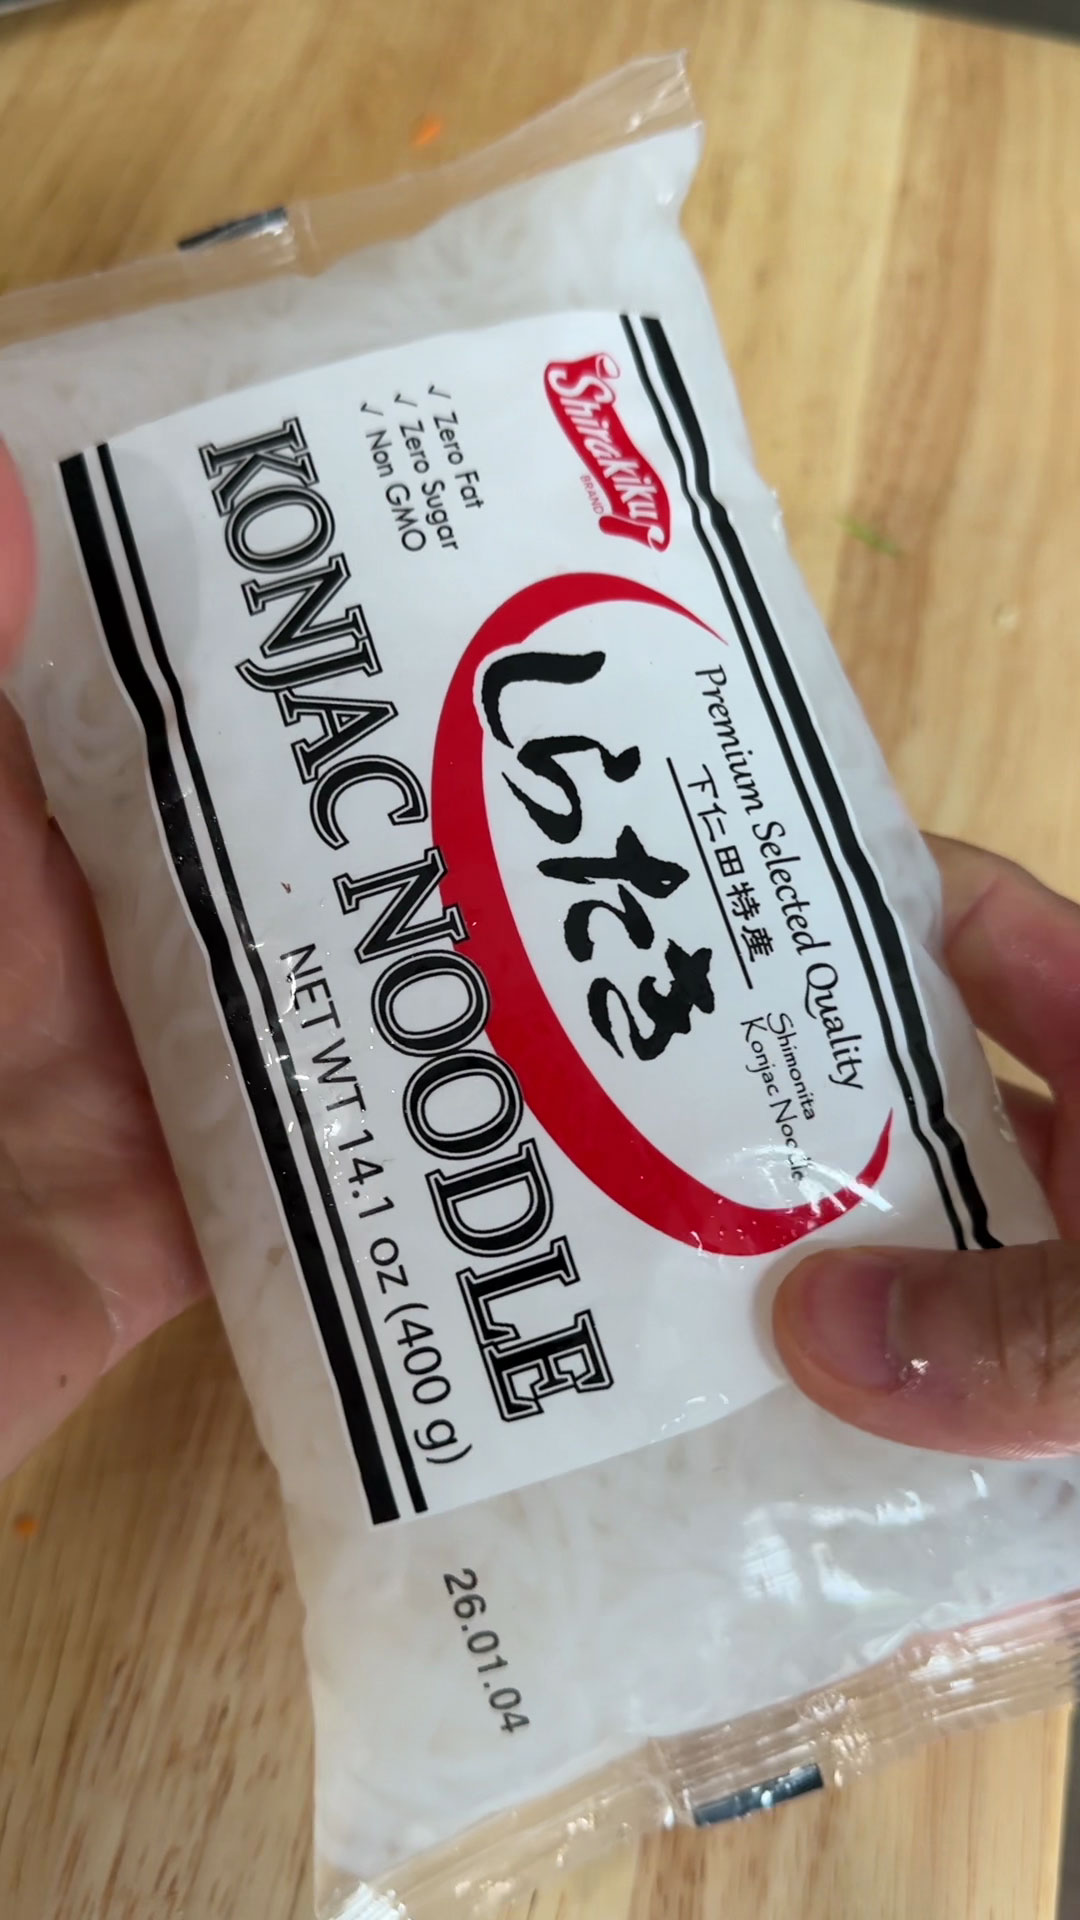 Shirakiku
BRAND
Premium Selected Quality
下仁田特産
Shimonita
Konjac Noodle
しらたき
✓ Zero Fat
✓ Zero Sugar
✓ Non GMO
KONJAC NOODLE
NET WT 14.1 oz (400 g)
26.01.04